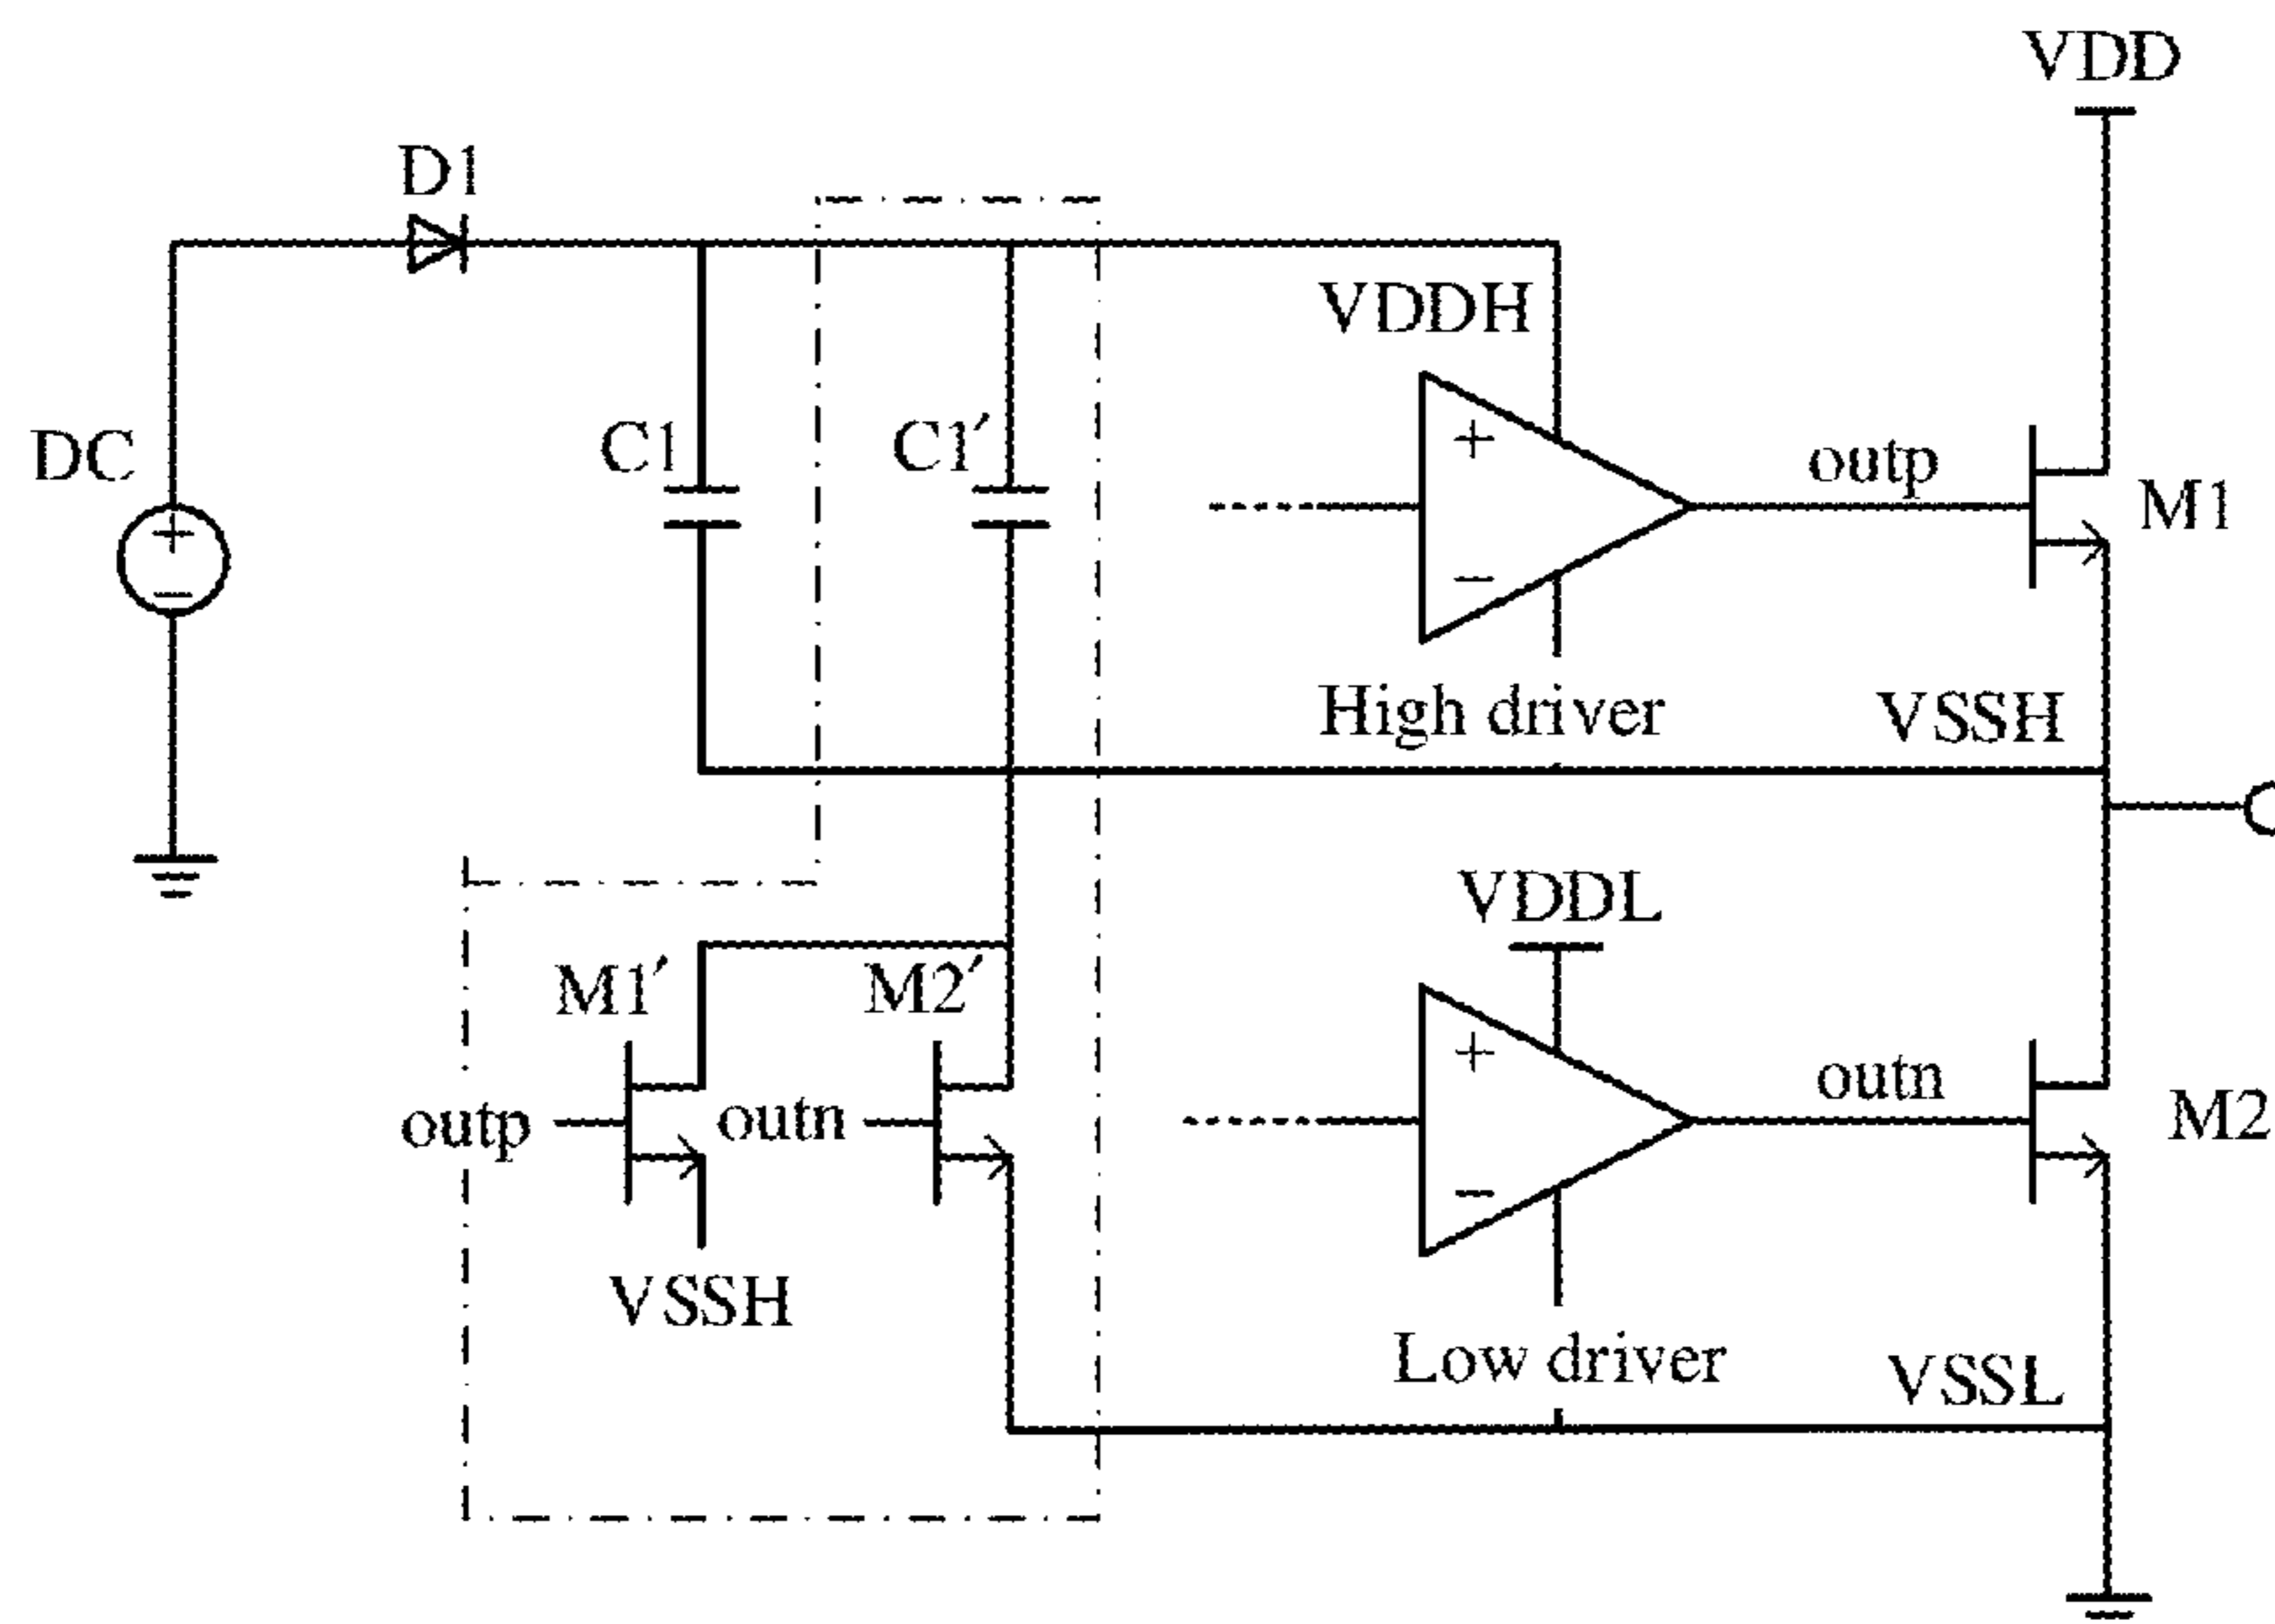 VDD
D1
VDDH
DC
C1
C1′
+
−
outp
M1
+
−
High driver
VSSH
VDDL
M1′
M2′
outp
outn
+
−
outn
M2
VSSH
Low driver
VSSL